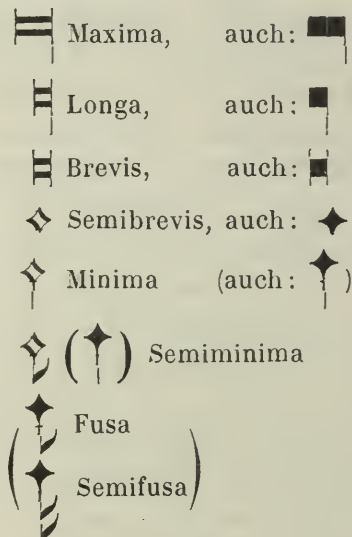 Maxima, auch:
Longa, auch:
Brevis, auch:
Semibrevis, auch:
Minima (auch: )
( ) Semiminima
( Fusa
Semifusa )